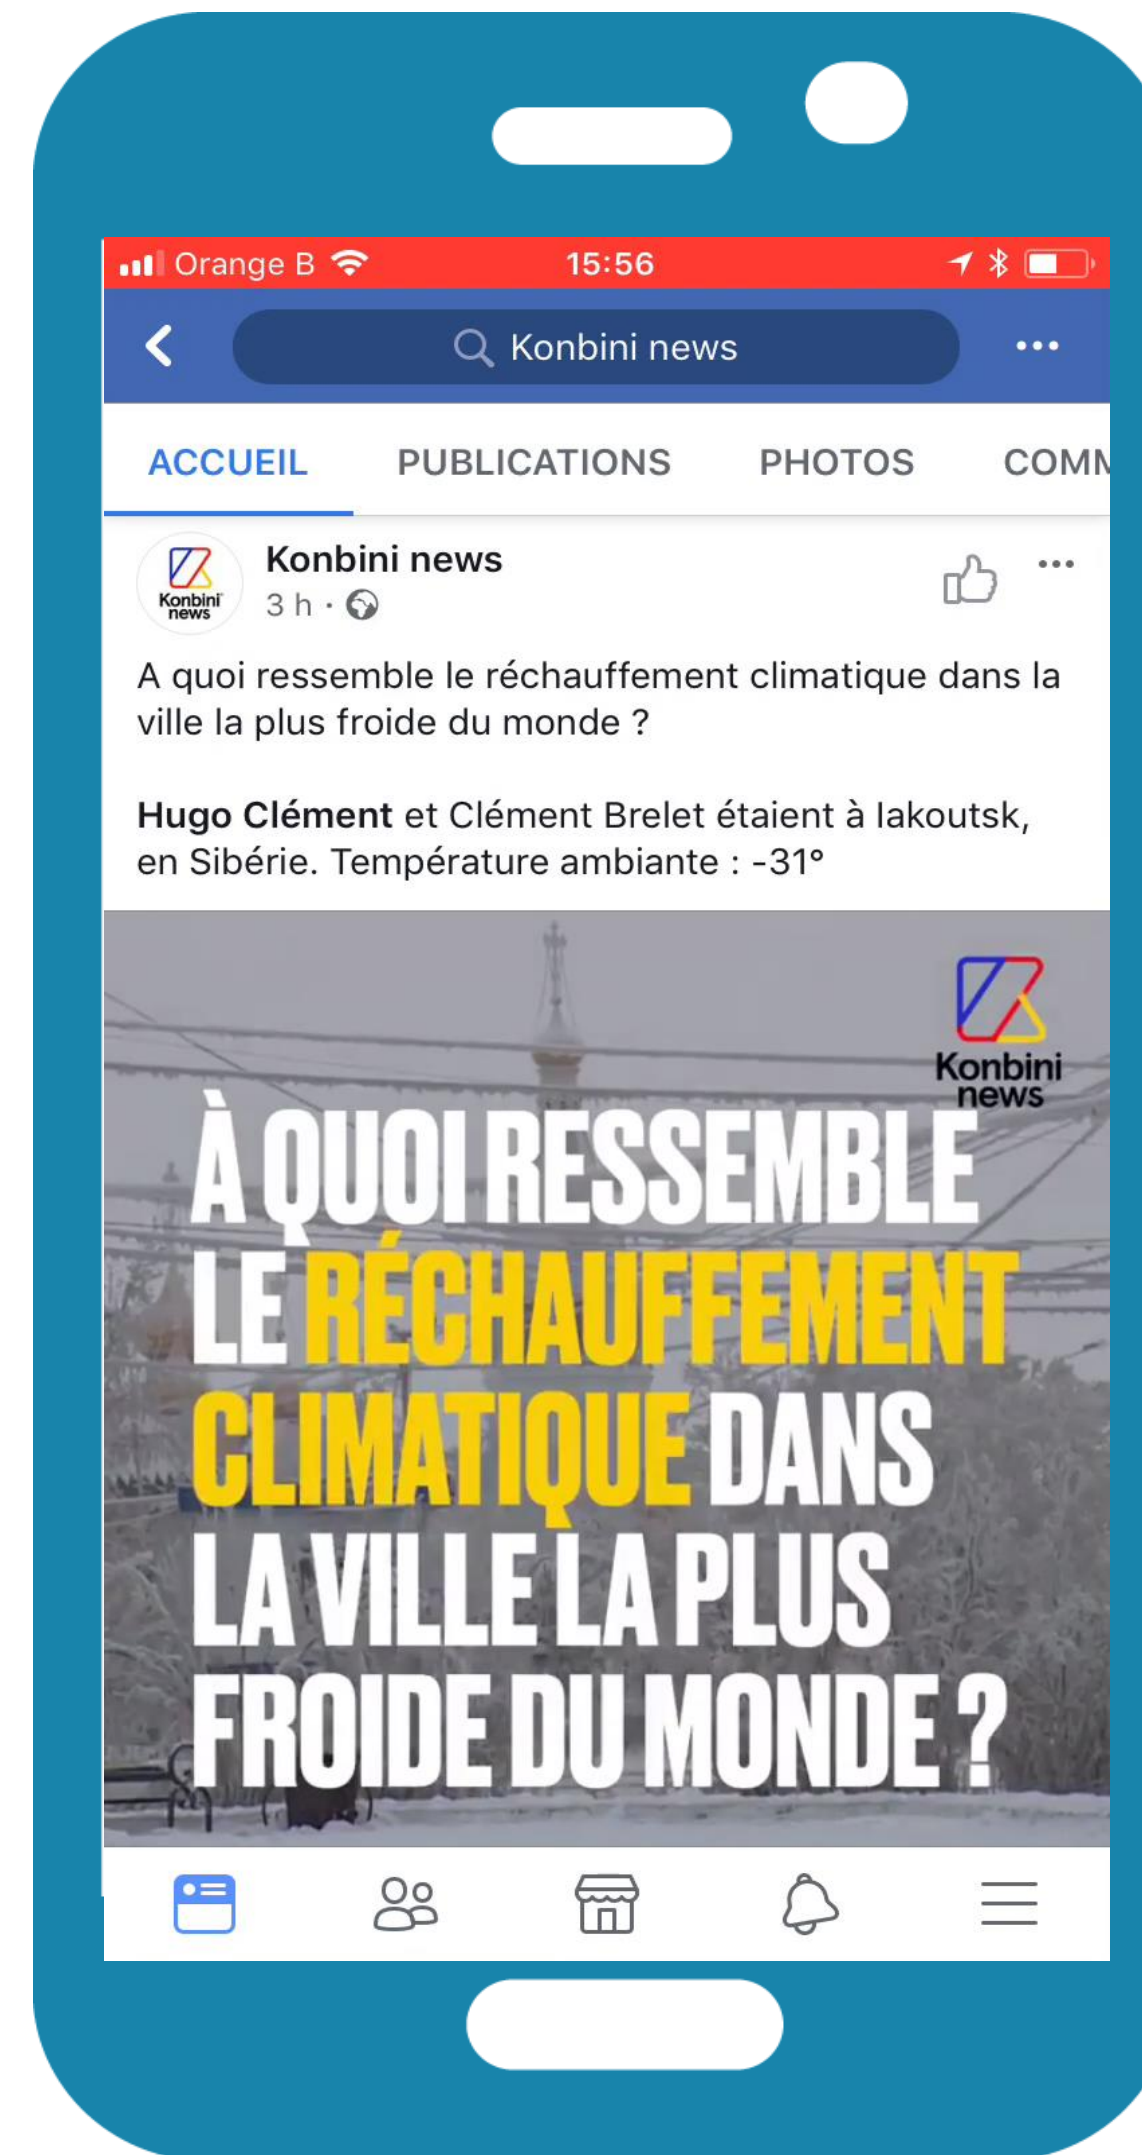 Orange B 15:56
Konbini news
ACCUEIL PUBLICATIONS PHOTOS COMM
Konbini news
Konbini news
3 h ·
A quoi ressemble le réchauffement climatique dans la
ville la plus froide du monde ?
Hugo Clément et Clément Brelet étaient à Iakoutsk,
en Sibérie. Température ambiante : -31°
Konbini
news
À QUOI RESSEMBLE
LE RÉCHAUFFEMENT
CLIMATIQUE DANS
LA VILLE LA PLUS
FROIDE DU MONDE ?